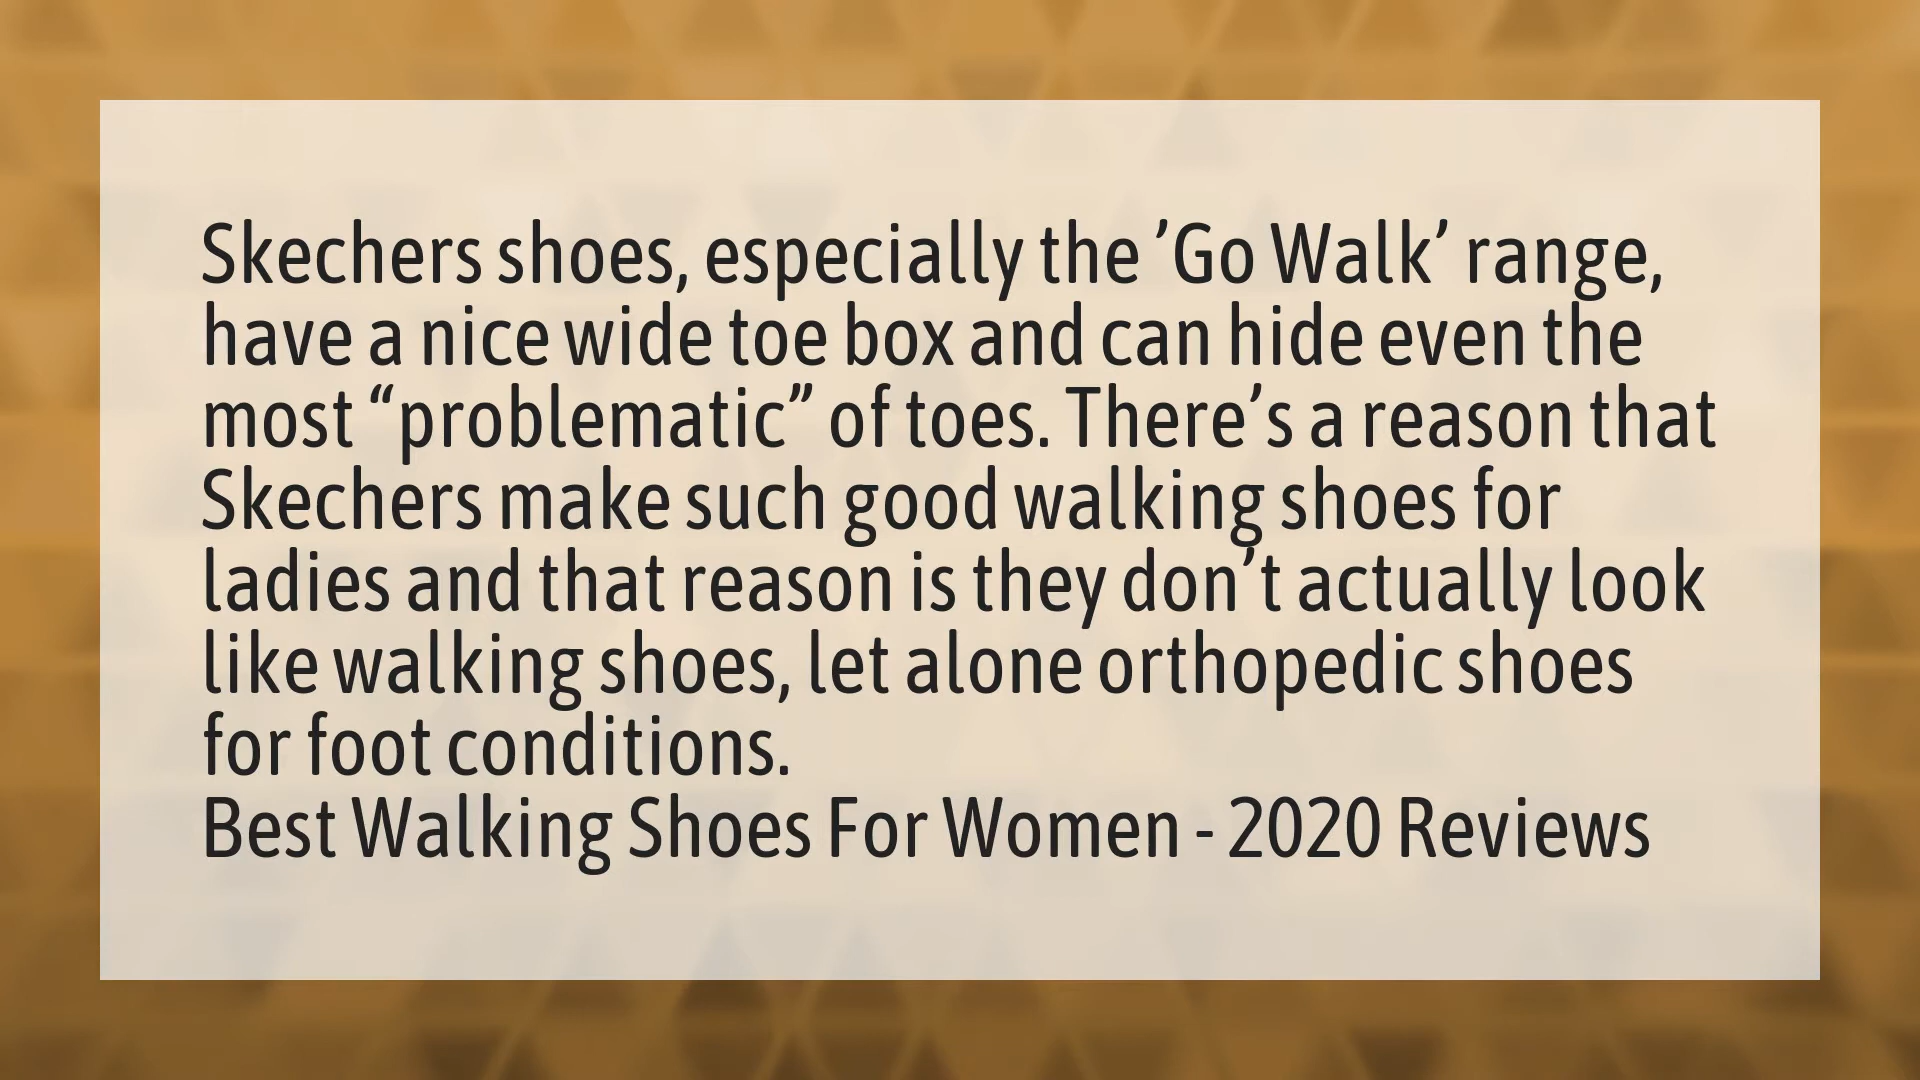 Skechers shoes, especially the ’Go Walk’ range,
have a nice wide toe box and can hide even the
most “problematic” of toes. There’s a reason that
Skechers make such good walking shoes for
ladies and that reason is they don’t actually look
like walking shoes, let alone orthopedic shoes
for foot conditions.
Best Walking Shoes For Women - 2020 Reviews